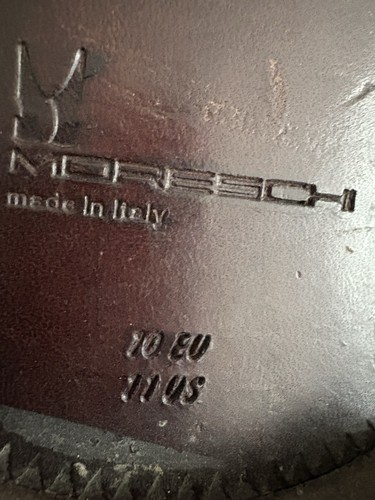 MORESCHI
made in Italy
10 EU
11 US